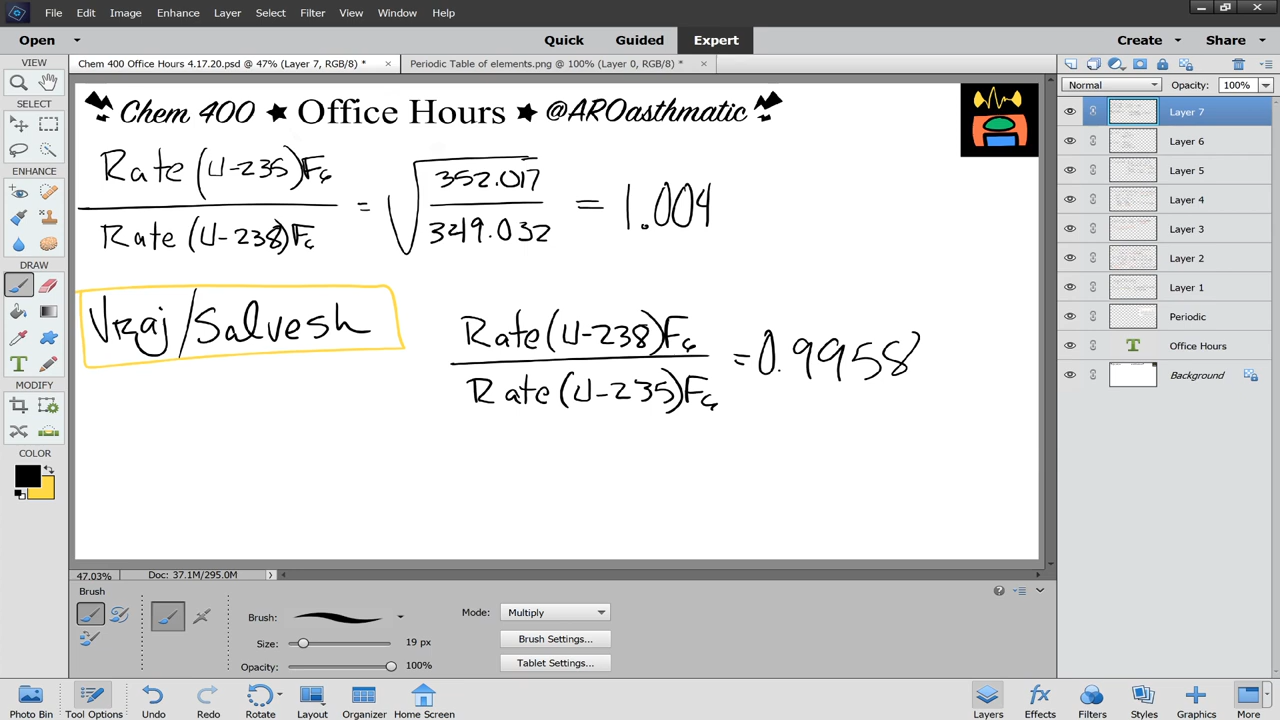 File Edit Image Enhance Layer Select Filter View Window Help
Open Quick Guided Expert Create Share
VIEW
Chem 400 Office Hours 4.17.20.psd @ 47% (Layer 7, RGB/8) *
Periodic Table of elements.png @ 100% (Layer 0, RGB/8) *
Normal Opacity: 100%
SELECT
ENHANCE
DRAW
COLOR
MODIFY
Chem 400 ★ Office Hours ★ @AROasthmatic
Rate (U-235)F6
Rate (U-238)F6
= √
352.017
349.032
= 1.004
Vraj/Salvesh
Rate(U-238)F6
Rate(U-235)F6
= 0.9958
Layer 7
Layer 6
Layer 5
Layer 4
Layer 3
Layer 2
Layer 1
Periodic
T Office Hours
Background
47.03% Doc: 37.1M/295.0M
Brush
Brush:
Size: 19 px
Opacity: 100%
Mode: Multiply
Brush Settings...
Tablet Settings...
Photo Bin Tool Options Undo Redo Rotate Layout Organizer Home Screen Layers Effects Filters Styles Graphics More